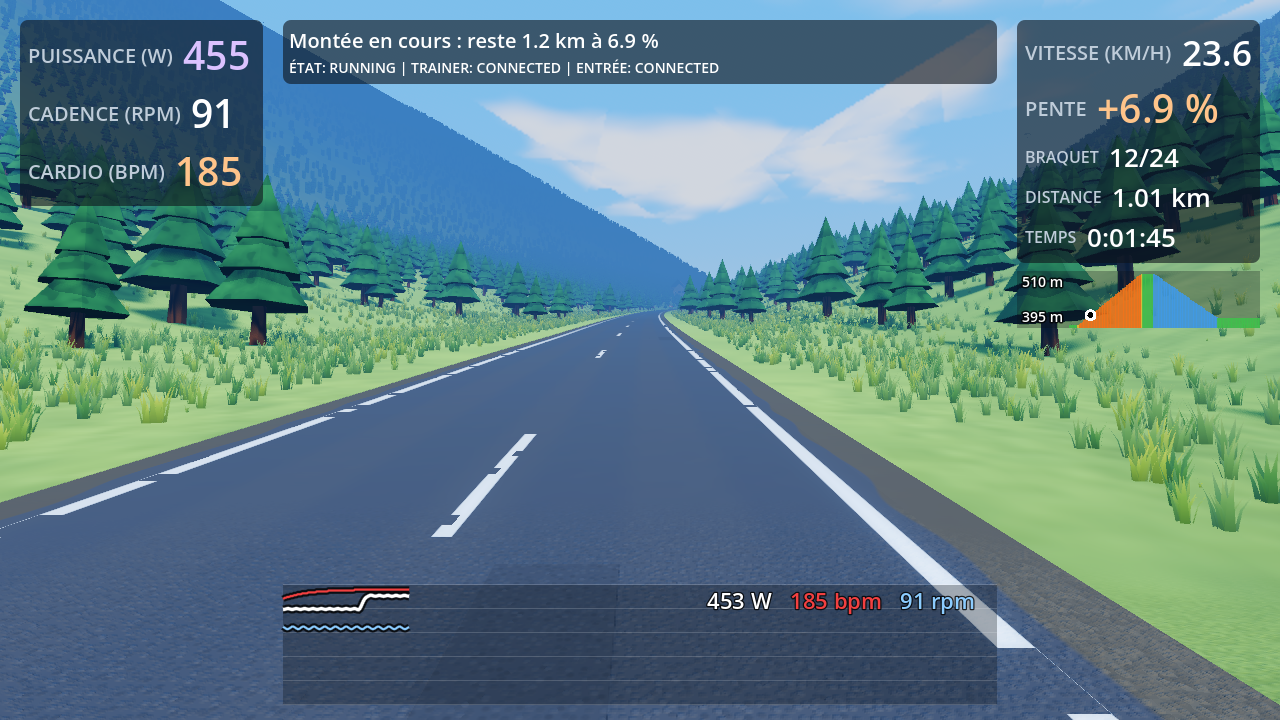 PUISSANCE (W) 455
CADENCE (RPM) 91
CARDIO (BPM) 185
Montée en cours : reste 1.2 km à 6.9 %
ÉTAT: RUNNING | TRAINER: CONNECTED | ENTRÉE: CONNECTED
VITESSE (KM/H) 23.6
PENTE +6.9 %
BRAQUET 12/24
DISTANCE 1.01 km
TEMPS 0:01:45
510 m
395 m
453 W 185 bpm 91 rpm